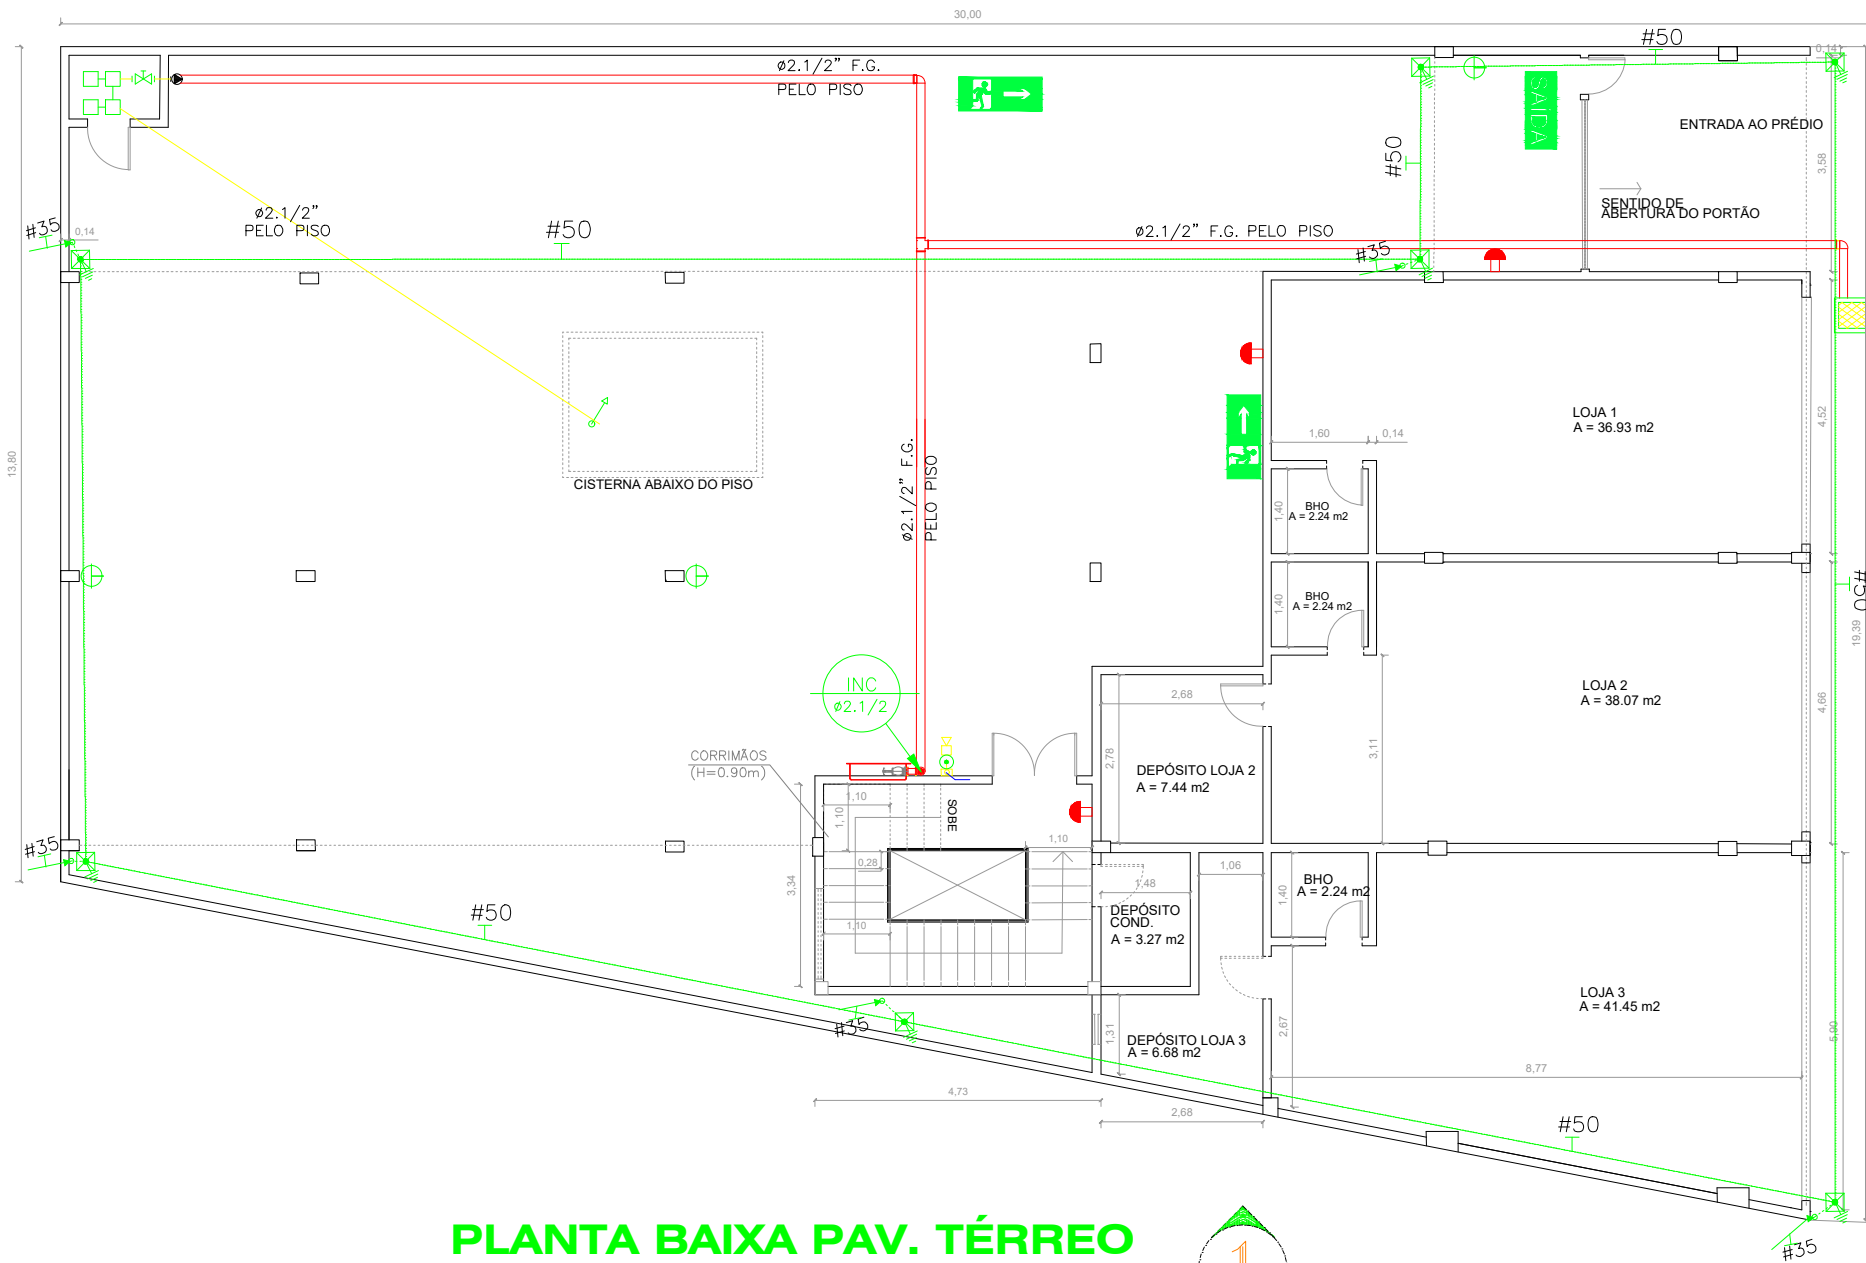 30,00
ø2.1/2" F.G.
PELO PISO
#50
0,14
SAÍDA
ENTRADA AO PRÉDIO
#50
3,58
SENTIDO DE
ABERTURA DO PORTÃO
ø2.1/2"
PELO PISO
#35
0,14
#50
ø2.1/2" F.G. PELO PISO
#35
13,80
CISTERNA ABAIXO DO PISO
ø2.1/2" F.G.
PELO PISO
LOJA 1
A = 36.93 m2
4,52
1,60
0,14
1,40
BHO
A = 2.24 m2
1,40
BHO
A = 2.24 m2
#50
19,39
INC
ø2.1/2
2,68
LOJA 2
A = 38.07 m2
4,66
3,11
2,78
CORRIMÃOS
(H=0.90m)
DEPÓSITO LOJA 2
A = 7.44 m2
SOBE
1,10
1,10
1,10
0,28
3,34
1,10
#35
1,48
1,06
DEPÓSITO
COND.
A = 3.27 m2
1,40
BHO
A = 2.24 m2
#50
LOJA 3
A = 41.45 m2
#35
1,31
DEPÓSITO LOJA 3
A = 6.68 m2
2,67
5,90
8,77
4,73
2,68
#50
PLANTA BAIXA PAV. TÉRREO
1
#35